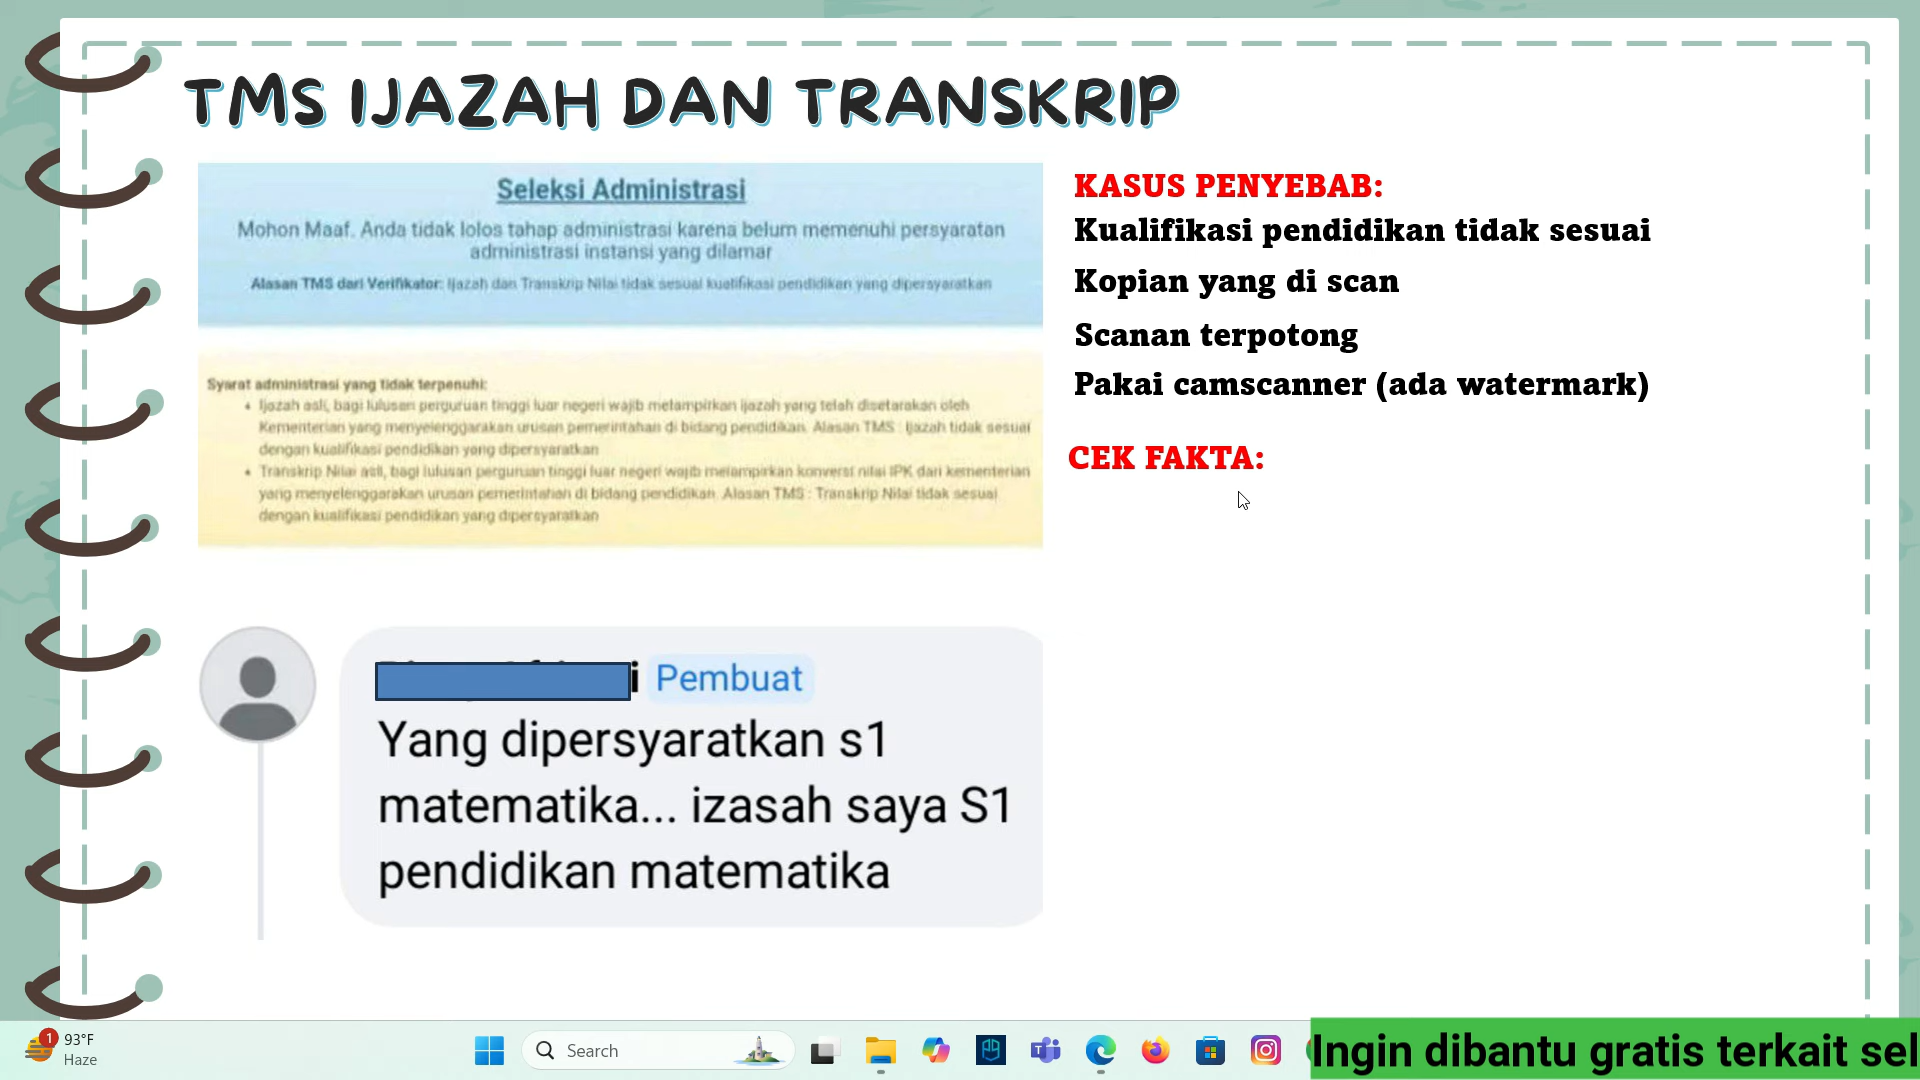 TMS IJAZAH DAN TRANSKRIP
Seleksi Administrasi
Mohon Maaf. Anda tidak lolos tahap administrasi karena belum memenuhi persyaratan
administrasi instansi yang dilamar
Alasan TMS dari Verifikator: Ijazah dan Transkrip Nilai tidak sesuai kualifikasi pendidikan yang dipersyaratkan
Syarat administrasi yang tidak terpenuhi:
• Ijazah asli, bagi lulusan perguruan tinggi luar negeri wajib melampirkan ijazah yang telah disetarakan oleh
Kementerian yang menyelenggarakan urusan pemerintahan di bidang pendidikan. Alasan TMS : Ijazah tidak sesuai
dengan kualifikasi pendidikan yang dipersyaratkan
• Transkrip Nilai asli, bagi lulusan perguruan tinggi luar negeri wajib melampirkan konversi nilai IPK dari kementerian
yang menyelenggarakan urusan pemerintahan di bidang pendidikan. Alasan TMS : Transkrip Nilai tidak sesuai
dengan kualifikasi pendidikan yang dipersyaratkan
Pembuat
Yang dipersyaratkan s1
matematika... izasah saya S1
pendidikan matematika
KASUS PENYEBAB:
Kualifikasi pendidikan tidak sesuai
Kopian yang di scan
Scanan terpotong
Pakai camscanner (ada watermark)
CEK FAKTA:
1
93°F
Haze
Search
Ingin dibantu gratis terkait sel